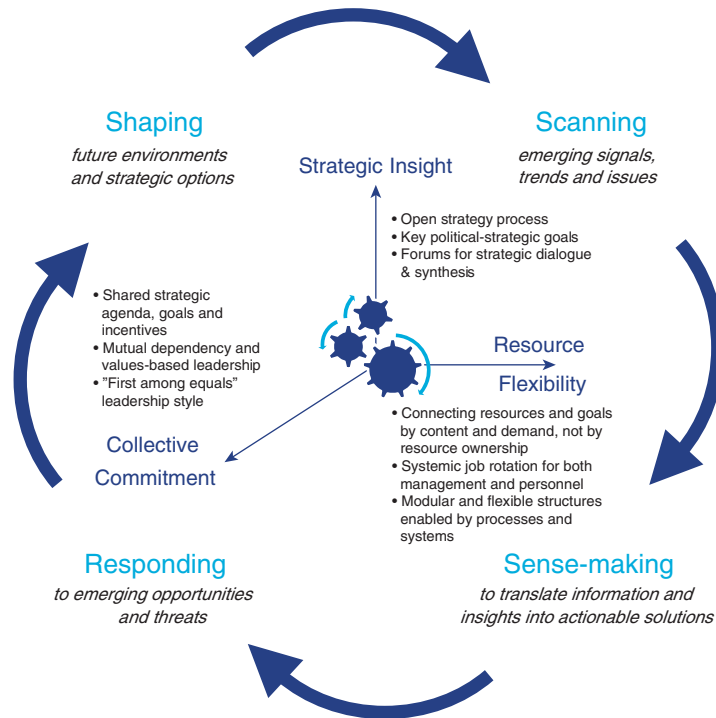 Shaping
future environments
and strategic options
Scanning
emerging signals,
trends and issues
Strategic Insight
• Open strategy process
• Key political-strategic goals
• Forums for strategic dialogue
& synthesis
• Shared strategic
agenda, goals and
incentives
• Mutual dependency and
values-based leadership
• "First among equals"
leadership style
Resource
Flexibility
• Connecting resources and goals
by content and demand, not by
resource ownership
• Systemic job rotation for both
management and personnel
• Modular and flexible structures
enabled by processes and
systems
Collective
Commitment
Responding
to emerging opportunities
and threats
Sense-making
to translate information and
insights into actionable solutions